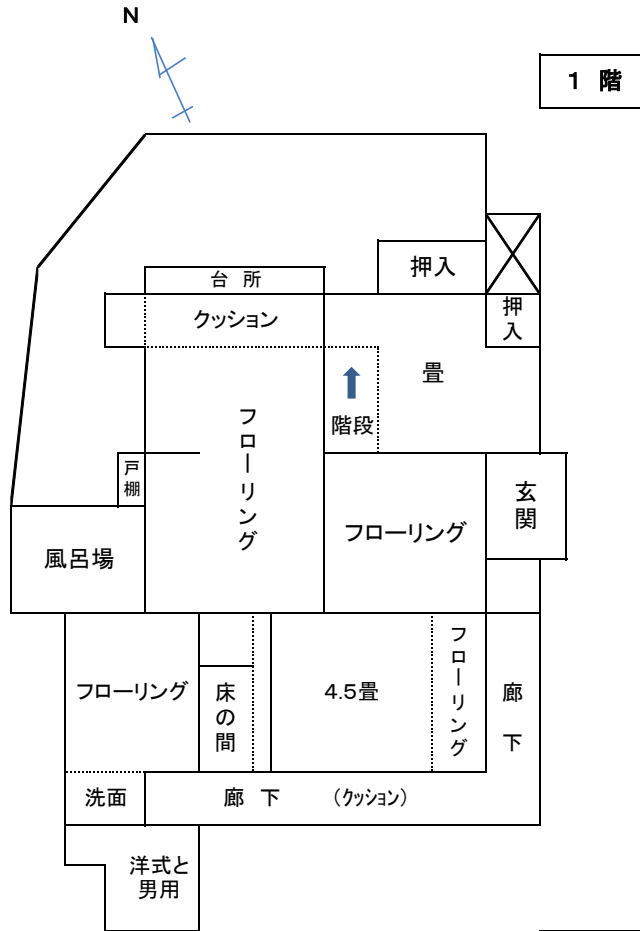 N
1 階
押入
台 所
押入
クッション
畳
階段
フローリング
戸棚
玄関
フローリング
風呂場
フローリング
床の間
4.5畳
フローリング
廊下
洗面
廊 下 (クッション)
洋式と
男用